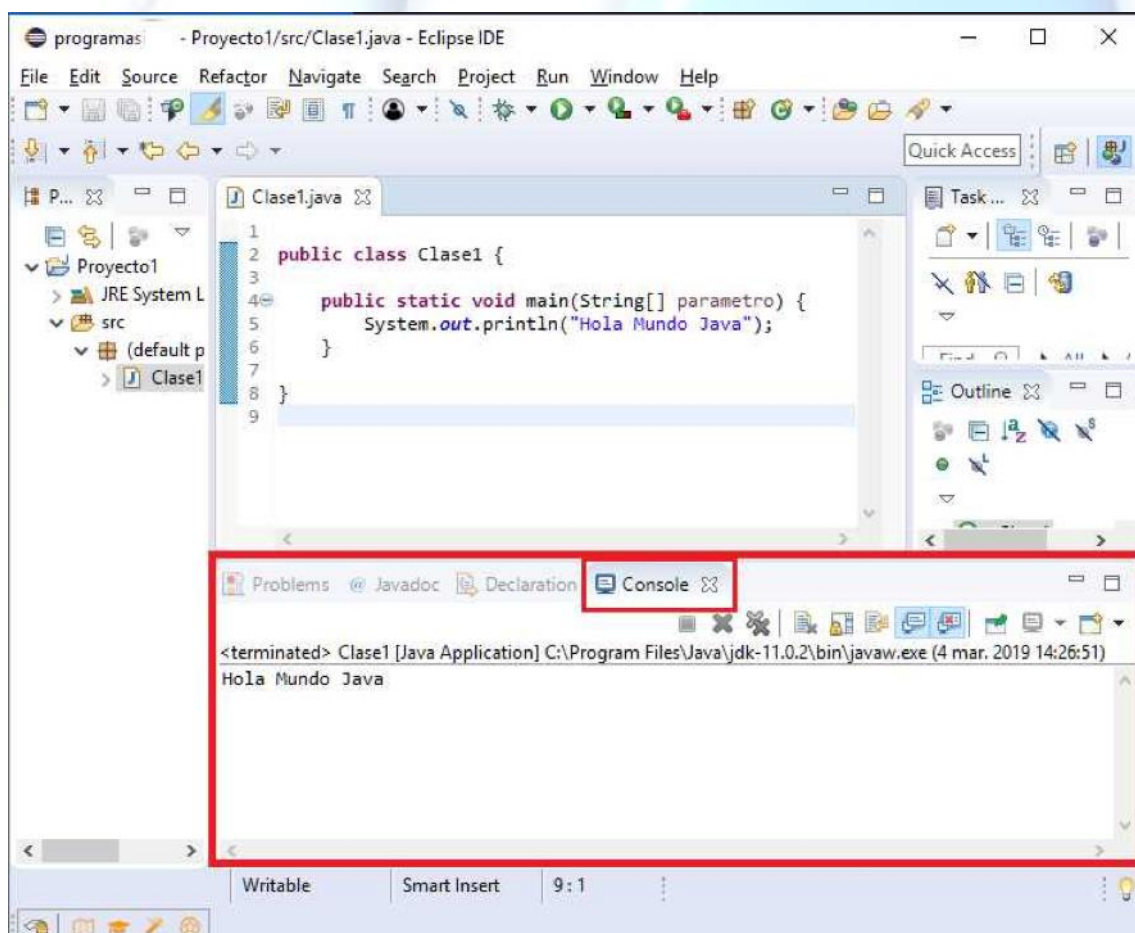 programas - Proyecto1/src/Clase1.java - Eclipse IDE
File Edit Source Refactor Navigate Search Project Run Window Help
Quick Access
P...
Proyecto1
JRE System L
src
(default p
Clase1
Clase1.java
1
2 public class Clase1 {
3
4 public static void main(String[] parametro) {
5 System.out.println("Hola Mundo Java");
6 }
7
8 }
9
Task ...
All
Outline
Problems @ Javadoc Declaration Console
<terminated> Clase1 [Java Application] C:\Program Files\Java\jdk-11.0.2\bin\javaw.exe (4 mar. 2019 14:26:51)
Hola Mundo Java
Writable Smart Insert 9 : 1